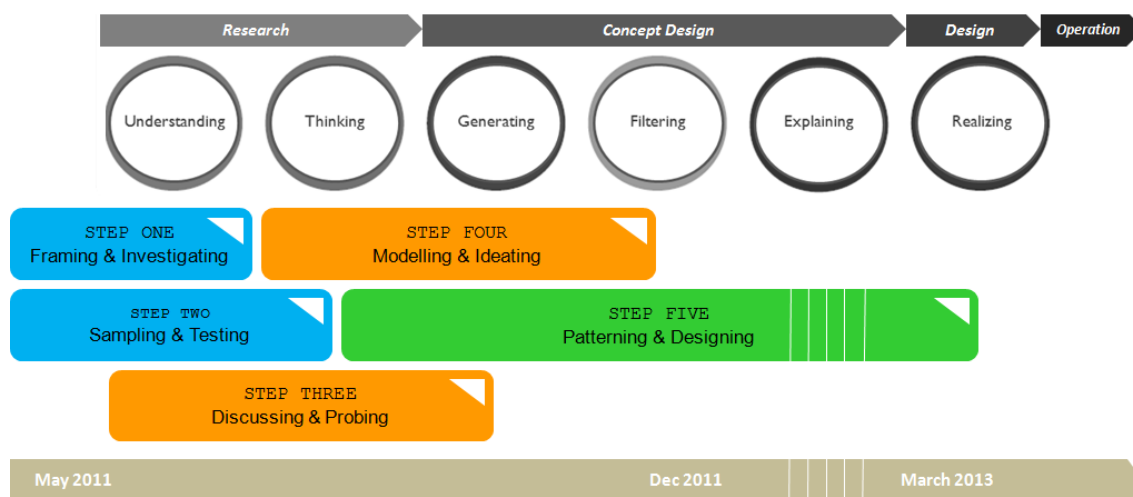 Research Concept Design Design Operation
Understanding Thinking Generating Filtering Explaining Realizing
STEP ONE
Framing & Investigating
STEP FOUR
Modelling & Ideating
STEP TWO
Sampling & Testing
STEP FIVE
Patterning & Designing
STEP THREE
Discussing & Probing
May 2011 Dec 2011 March 2013